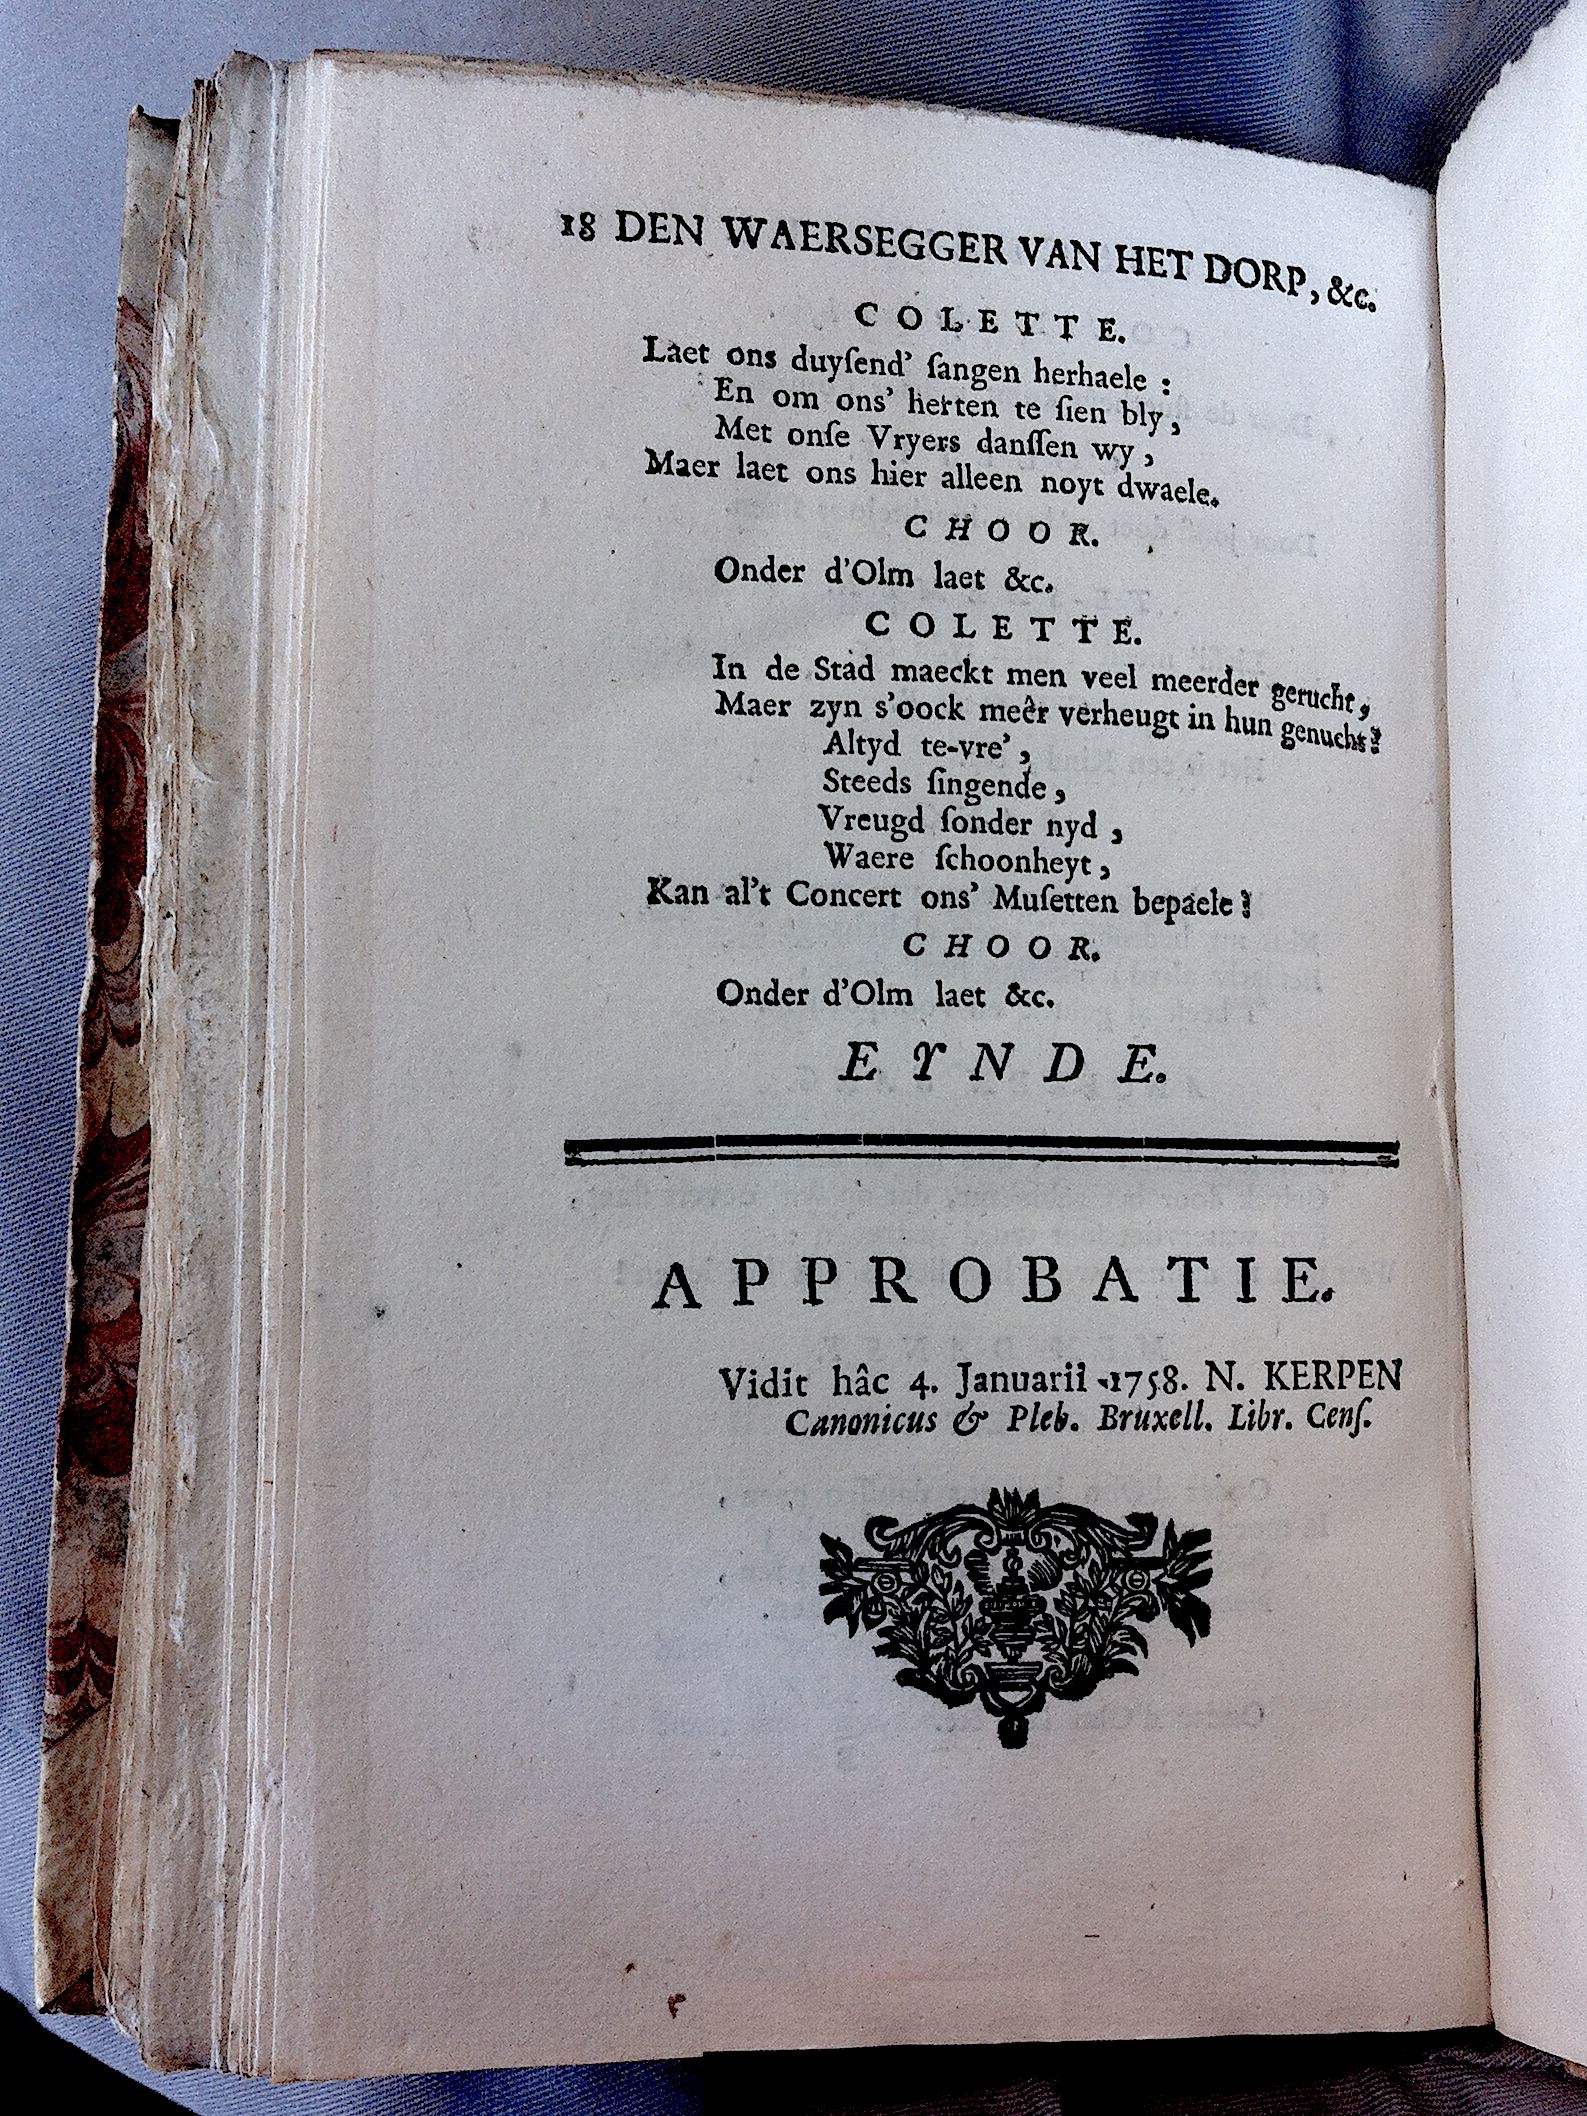 18 DEN WAERSEGGER VAN HET DORP, &c.
COLETTE.
Laet ons duyſend' ſangen herhaele :
En om ons' herten te ſien bly,
Met onſe Vryers danſſen wy,
Maer laet ons hier alleen noyt dwaele.
CHOOR.
Onder d'Olm laet &c.
COLETTE.
In de Stad maeckt men veel meerder gerucht,
Maer zyn s'oock meêr verheugt in hun genucht?
Altyd te-vre',
Steeds ſingende,
Vreugd ſonder nyd,
Waere ſchoonheyt,
Kan al't Concert ons' Muſetten bepaele?
CHOOR.
Onder d'Olm laet &c.
EYNDE.
APPROBATIE.
Vidit hâc 4. Januarii 1758. N. KERPEN
Canonicus & Pleb. Bruxell. Libr. Cenſ.